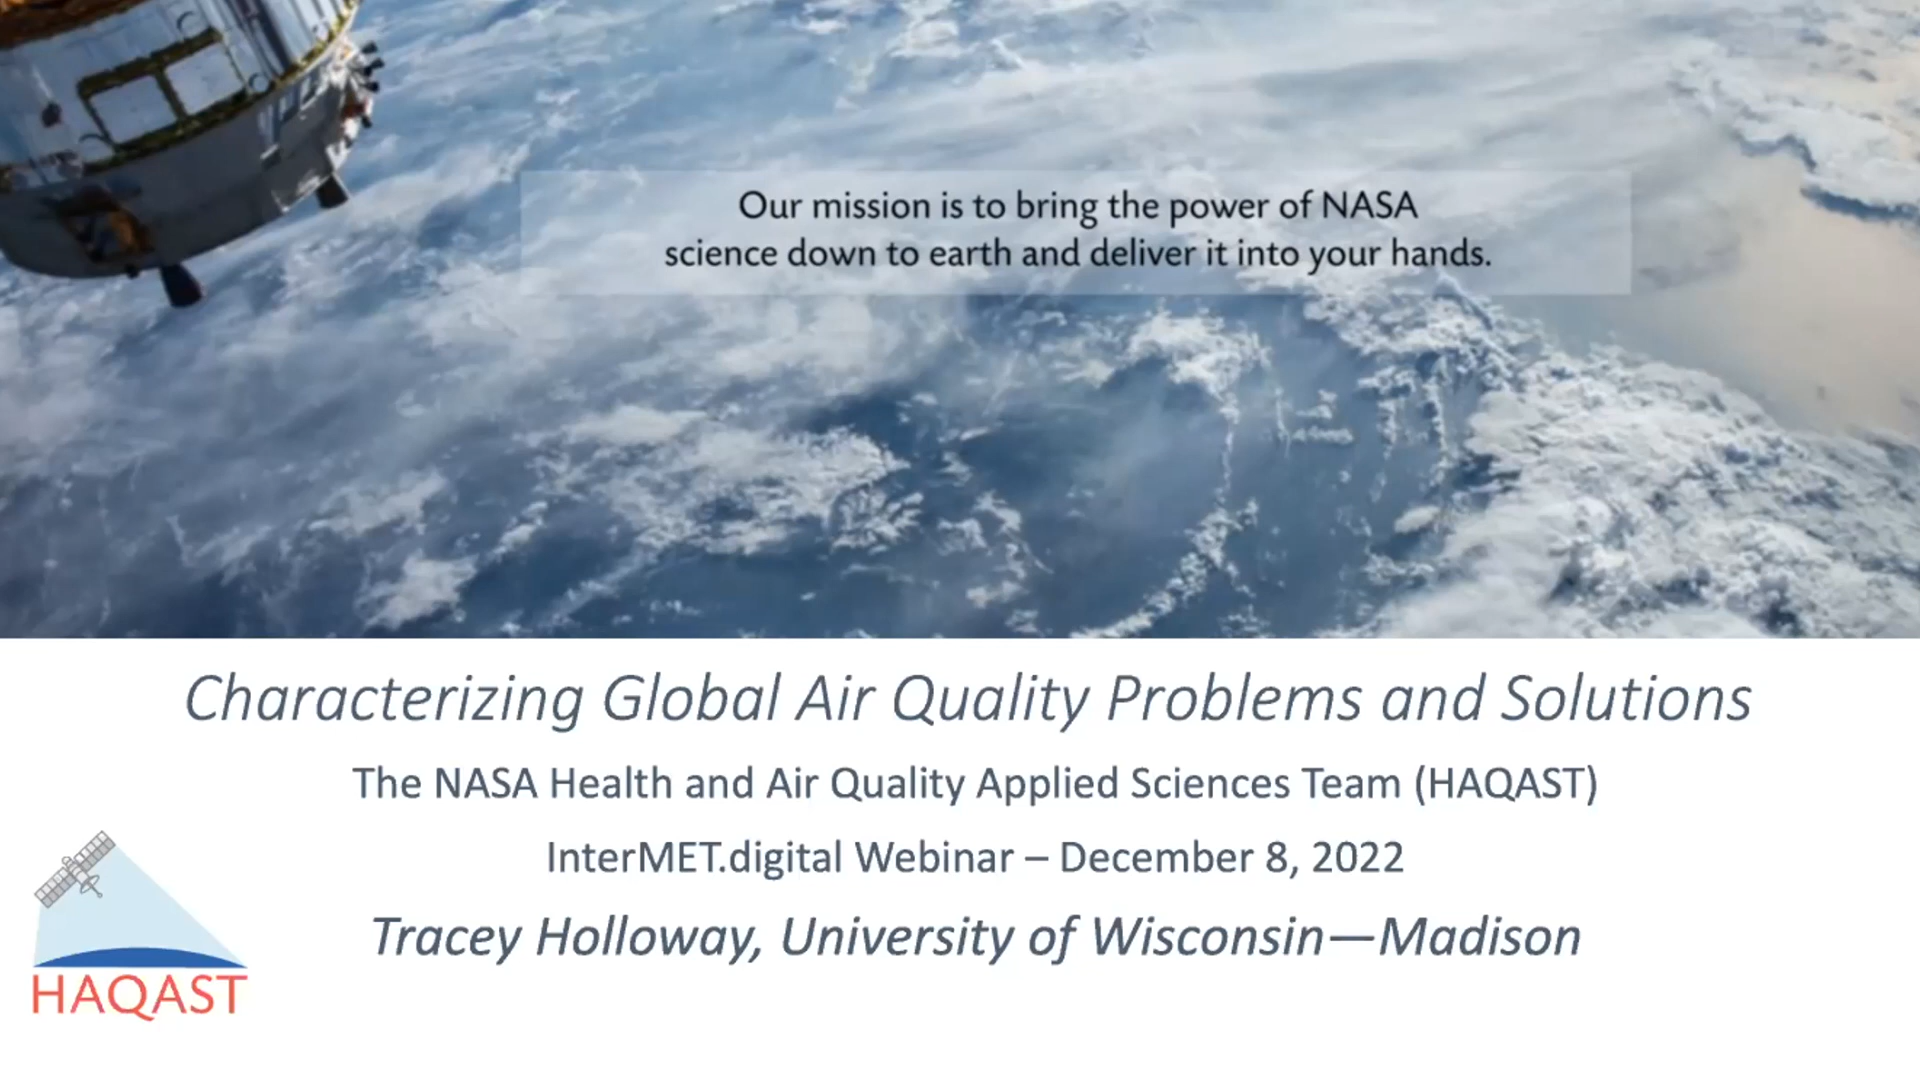 Our mission is to bring the power of NASA
science down to earth and deliver it into your hands.
Characterizing Global Air Quality Problems and Solutions
The NASA Health and Air Quality Applied Sciences Team (HAQAST)
InterMET.digital Webinar – December 8, 2022
Tracey Holloway, University of Wisconsin—Madison
HAQAST